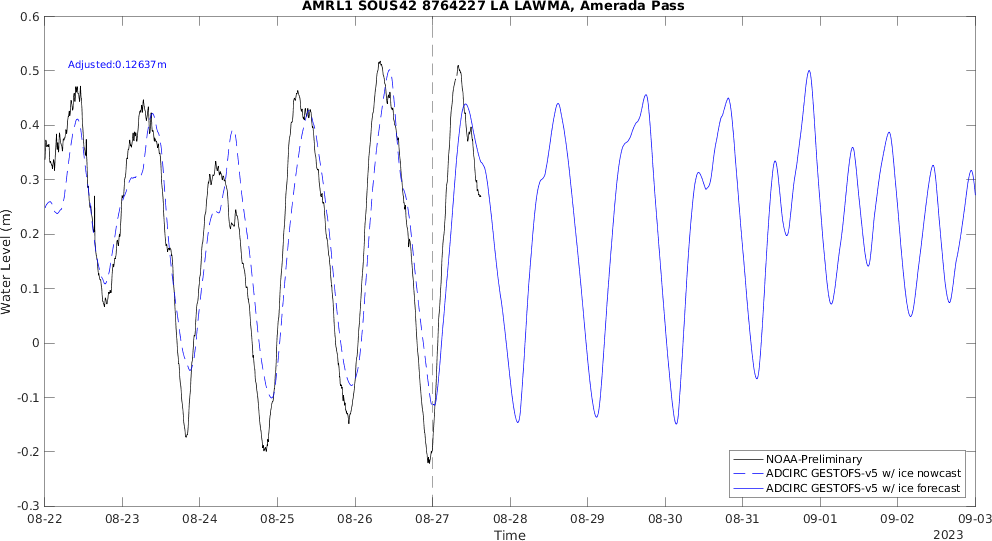 AMRL1 SOUS42 8764227 LA LAWMA, Amerada Pass
Adjusted:0.12637m
0.6
0.5
0.4
0.3
0.2
0.1
0
-0.1
-0.2
-0.3
Water Level (m)
NOAA-Preliminary
ADCIRC GESTOFS-v5 w/ ice nowcast
ADCIRC GESTOFS-v5 w/ ice forecast
08-22 08-23 08-24 08-25 08-26 08-27 08-28 08-29 08-30 08-31 09-01 09-02 09-03
Time
2023